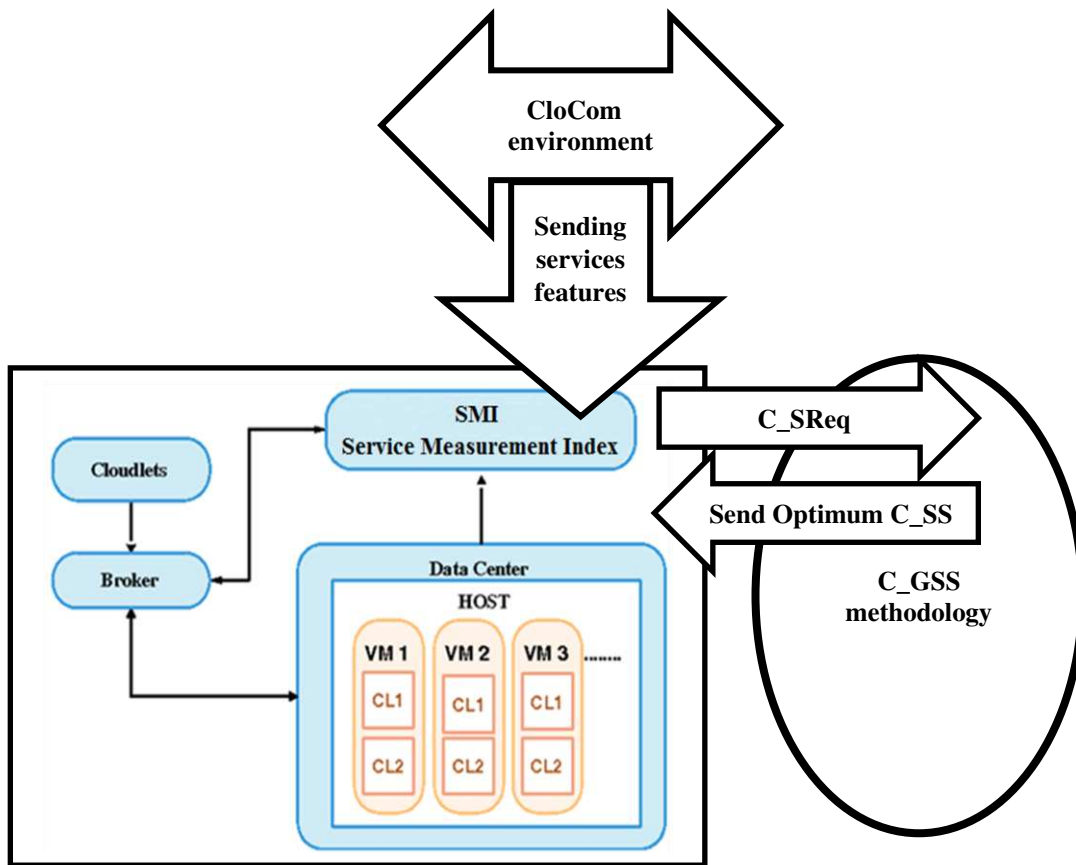 CloCom
environment
Sending
services
features
SMI
Service Measurement Index
C_SReq
Cloudlets
Send Optimum C_SS
Broker
Data Center
C_GSS
methodology
HOST
VM 1 VM 2 VM 3 ........
CL1 CL1 CL1
CL2 CL2 CL2